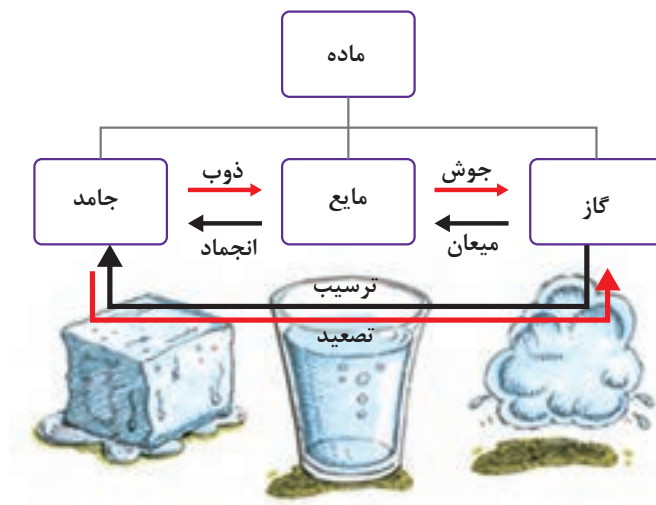 ماده
جامد
ذوب
انجماد
مایع
جوش
میعان
گاز
ترسیب
تصعید